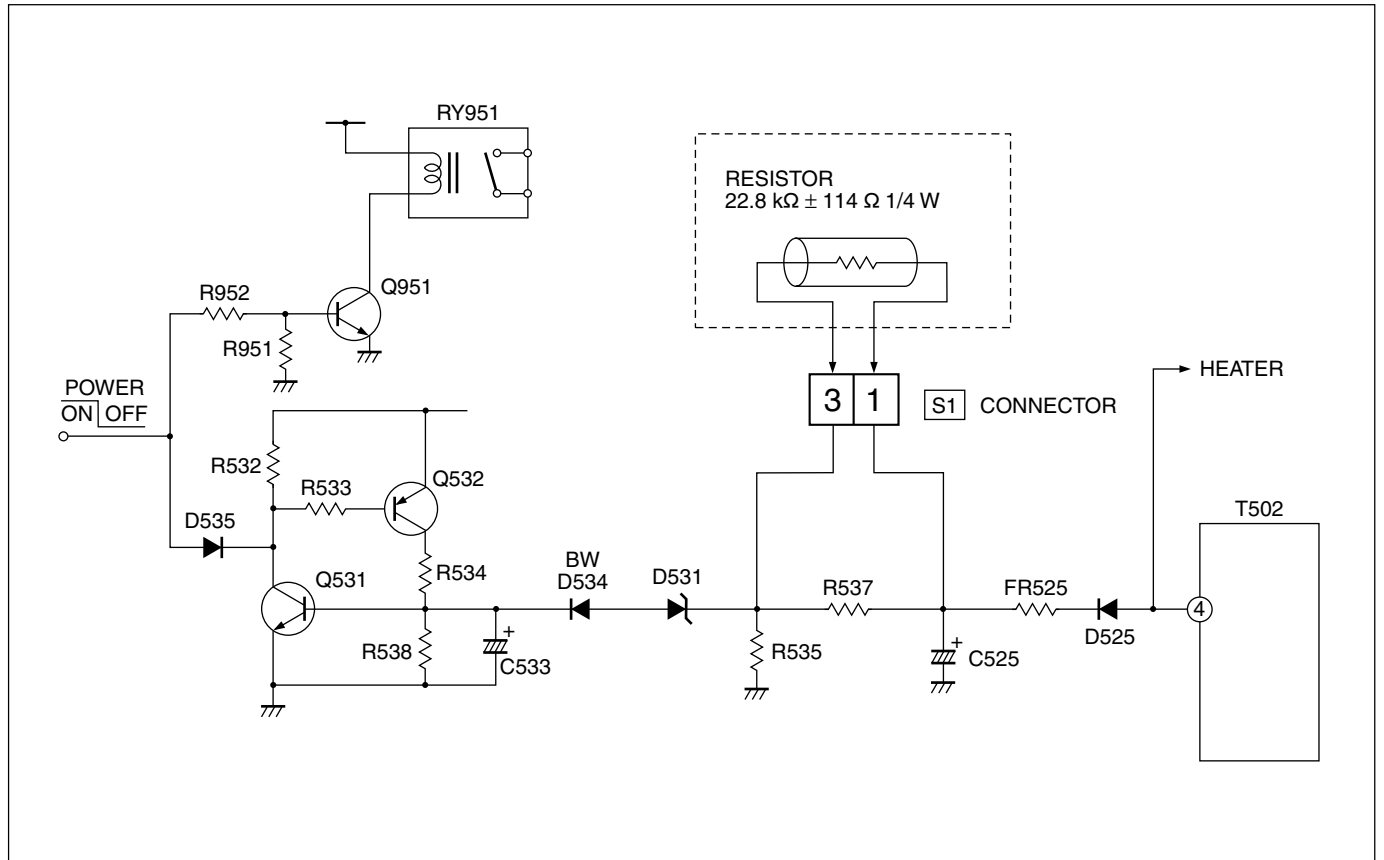 RY951
RESISTOR
22.8 kΩ ± 114 Ω 1/4 W
R952
Q951
R951
HEATER
POWER
ON OFF
3 1
S1 CONNECTOR
R532
R533
Q532
T502
D535
Q531
R534
BW
D534
D531
R537
FR525
4
D525
R538
+
C533
R535
+
C525